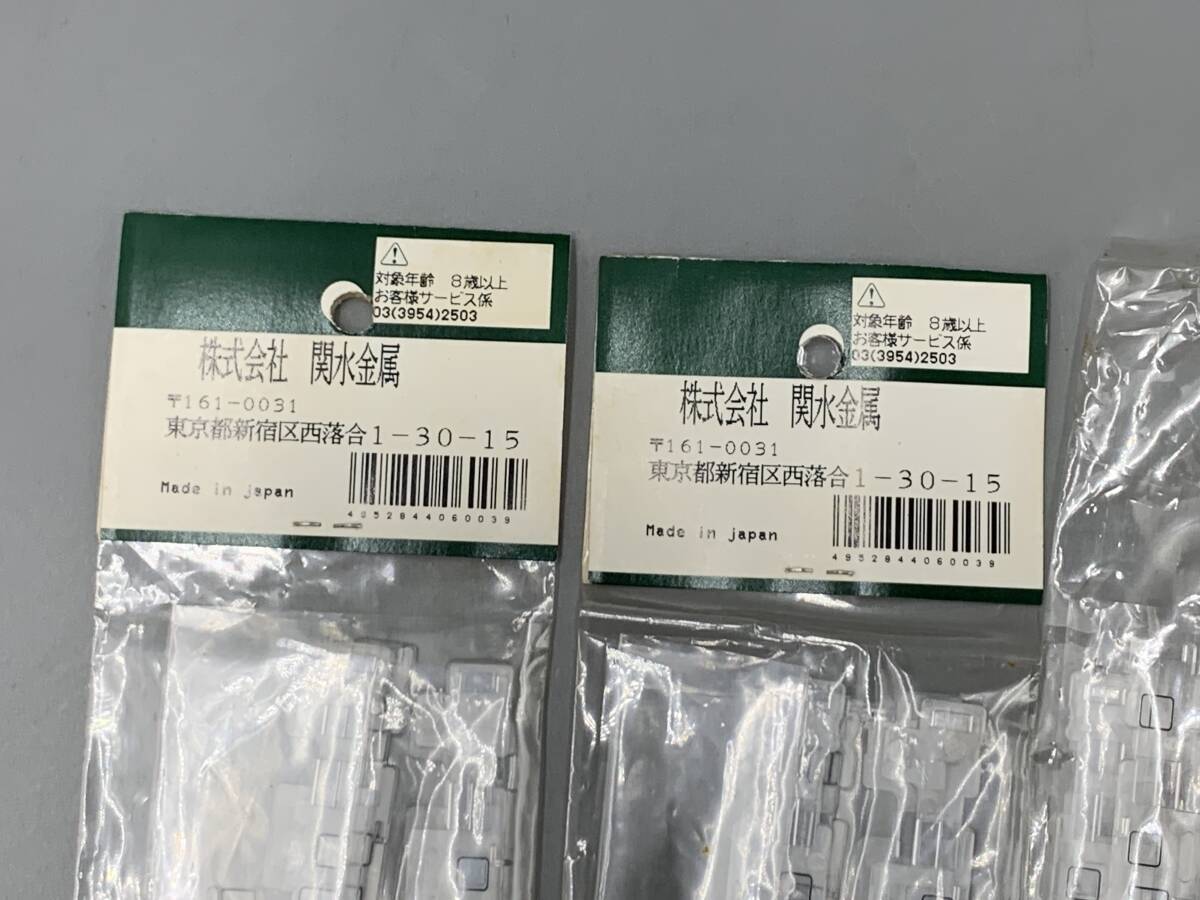 対象年齢 8歳以上
お客様サービス係
03(3954)2503
株式会社 関水金属
〒161-0031
東京都新宿区西落合1-30-15
Made in japan
4952844060039
対象年齢 8歳以上
お客様サービス係
03(3954)2503
株式会社 関水金属
〒161-0031
東京都新宿区西落合1-30-15
Made in japan
4952844060039